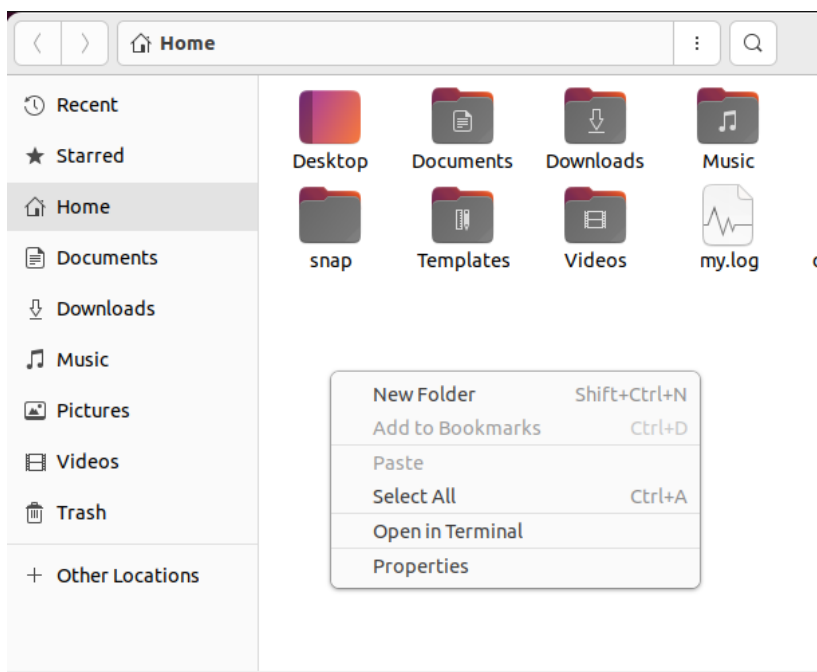 Home
Recent
Starred
Home
Documents
Downloads
Music
Pictures
Videos
Trash
Other Locations
Desktop Documents Downloads Music
snap Templates Videos my.log
New Folder Shift+Ctrl+N
Add to Bookmarks Ctrl+D
Paste
Select All Ctrl+A
Open in Terminal
Properties